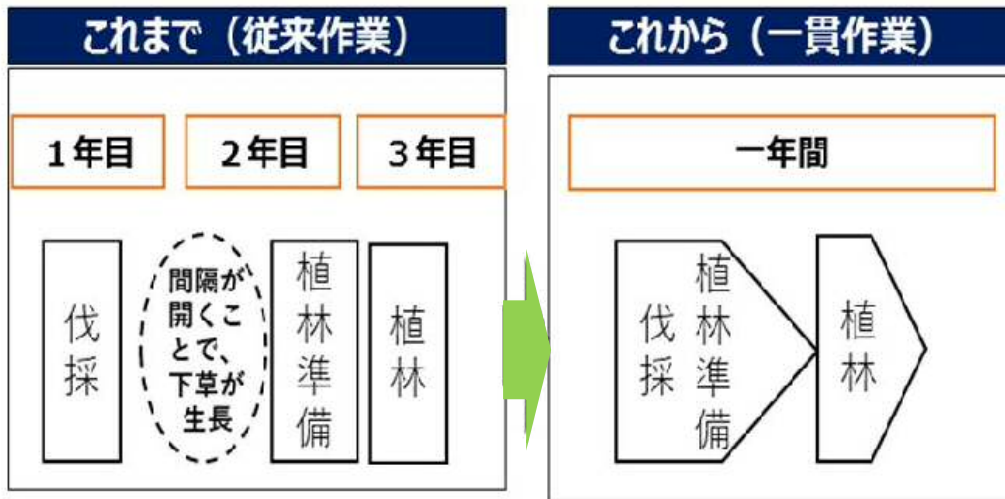 これまで（従来作業）
1年目
2年目
3年目
伐採
間隔が
開くこ
とで、
下草が
生長
植林準備
植林
これから（一貫作業）
一年間
伐採
植林準備
植林